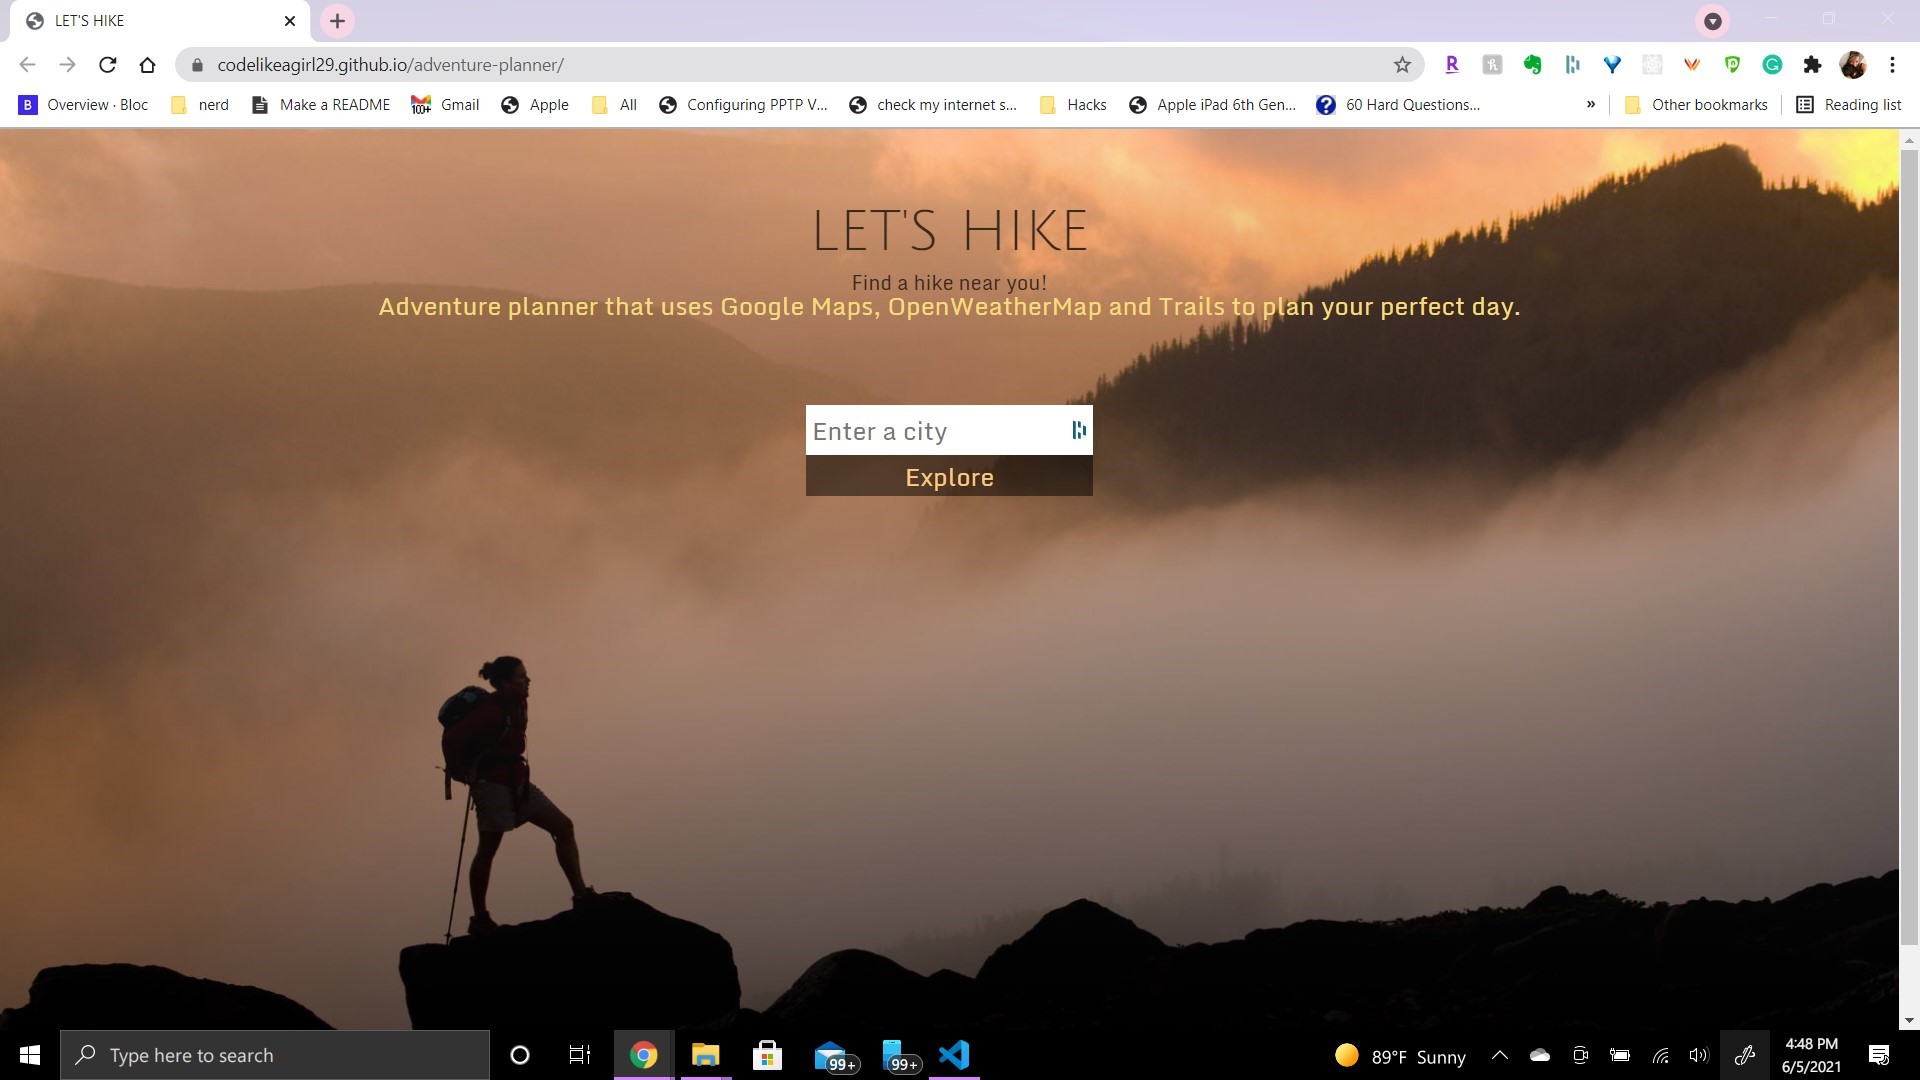 LET'S HIKE
codelikeagirl29.github.io/adventure-planner/
B Overview · Bloc nerd Make a README 100+ Gmail Apple All Configuring PPTP V... check my internet s... Hacks Apple iPad 6th Gen... ? 60 Hard Questions... » Other bookmarks Reading list
LET'S HIKE
Find a hike near you!
Adventure planner that uses Google Maps, OpenWeatherMap and Trails to plan your perfect day.
Enter a city
Explore
Type here to search 99+ 99+ 89°F Sunny 4:48 PM
6/5/2021